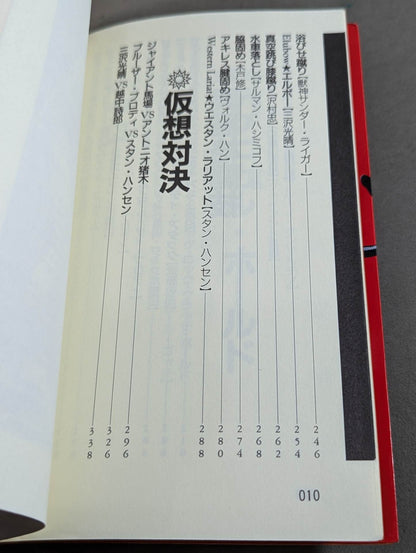 浴びせ蹴り[獣神サンダー・ライガー] 246
Elubow★エルボー[三沢光晴] 254
真空跳び膝蹴り[沢村忠] 262
水車落とし[サルマン・ハシミコフ] 268
脇固め[木戸修] 274
アキレス腱固め[ヴォルク・ハン] 280
Western Lariat★ウエスタン・ラリアット[スタン・ハンセン] 288
仮想対決
ジャイアント馬場VSアントニオ猪木 296
ブルーザー・ブロディVSスタン・ハンセン 326
三沢光晴VS越中詩郎 338
010